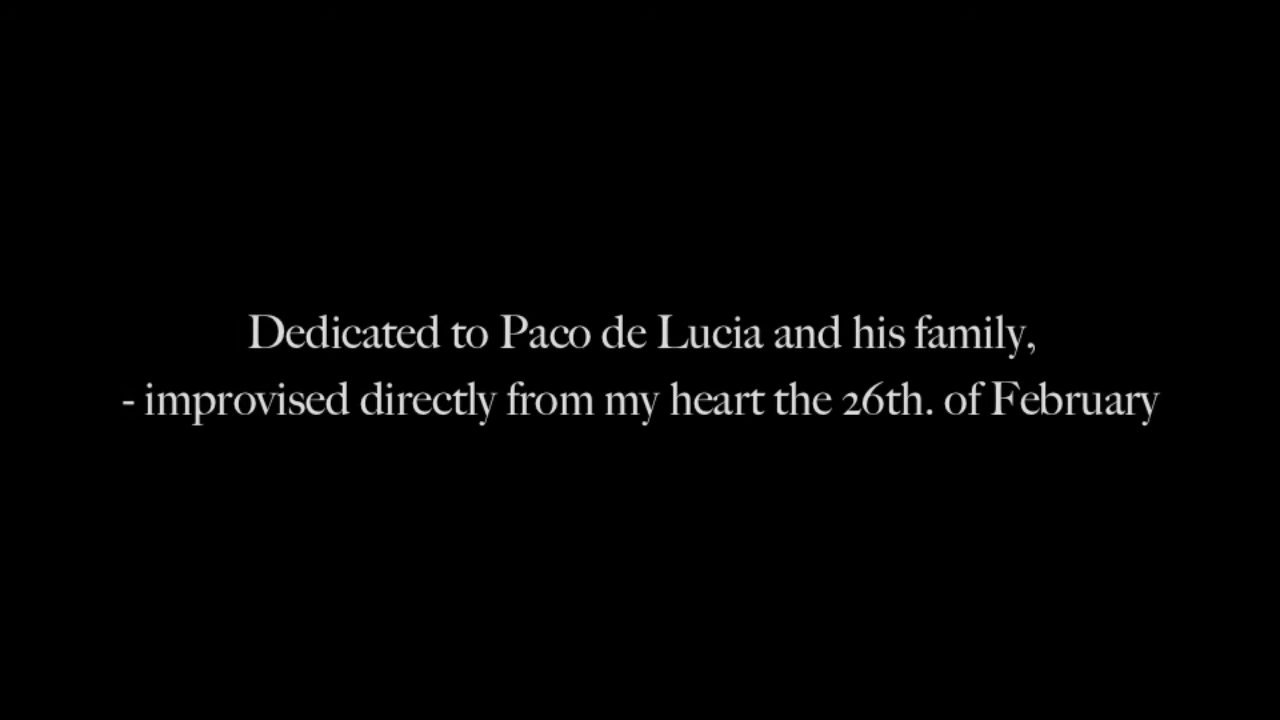 Dedicated to Paco de Lucia and his family,
- improvised directly from my heart the 26th. of February